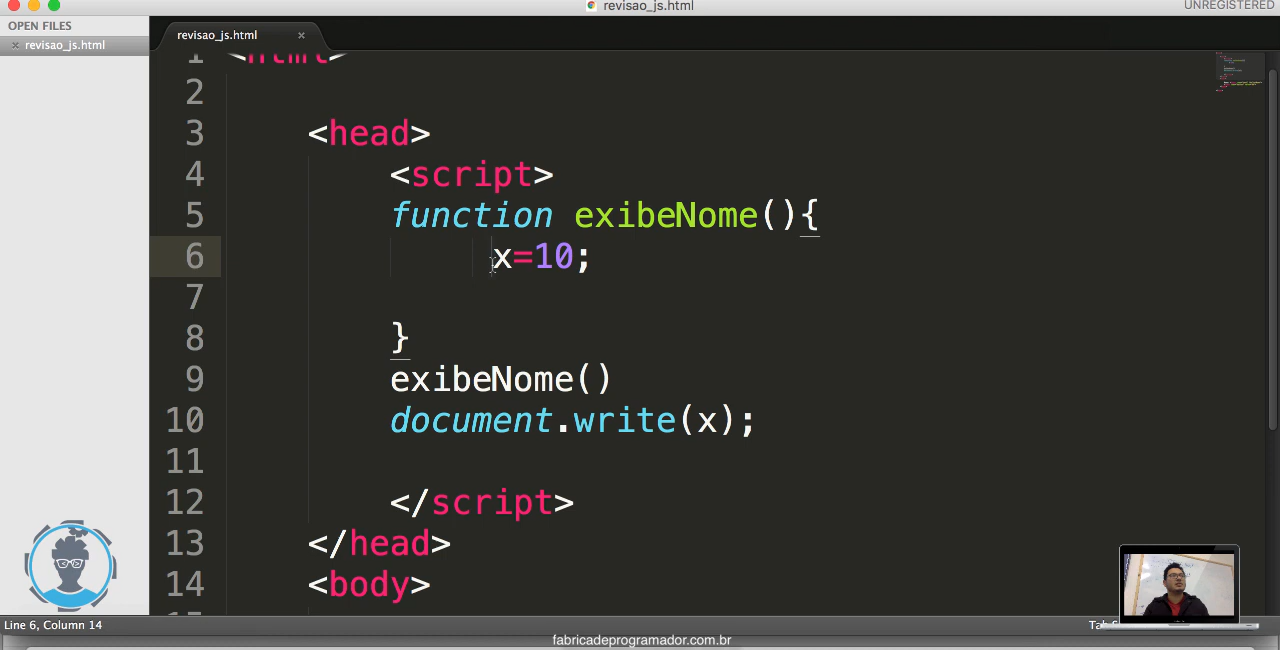 revisao_js.html
UNREGISTERED
OPEN FILES
× revisao_js.html
revisao_js.html ×
1 <html>
2
3 <head>
4 <script>
5 function exibeNome(){
6 x=10;
7
8 }
9 exibeNome()
10 document.write(x);
11
12 </script>
13 </head>
14 <body>
Line 6, Column 14
fabricadeprogramador.com.br